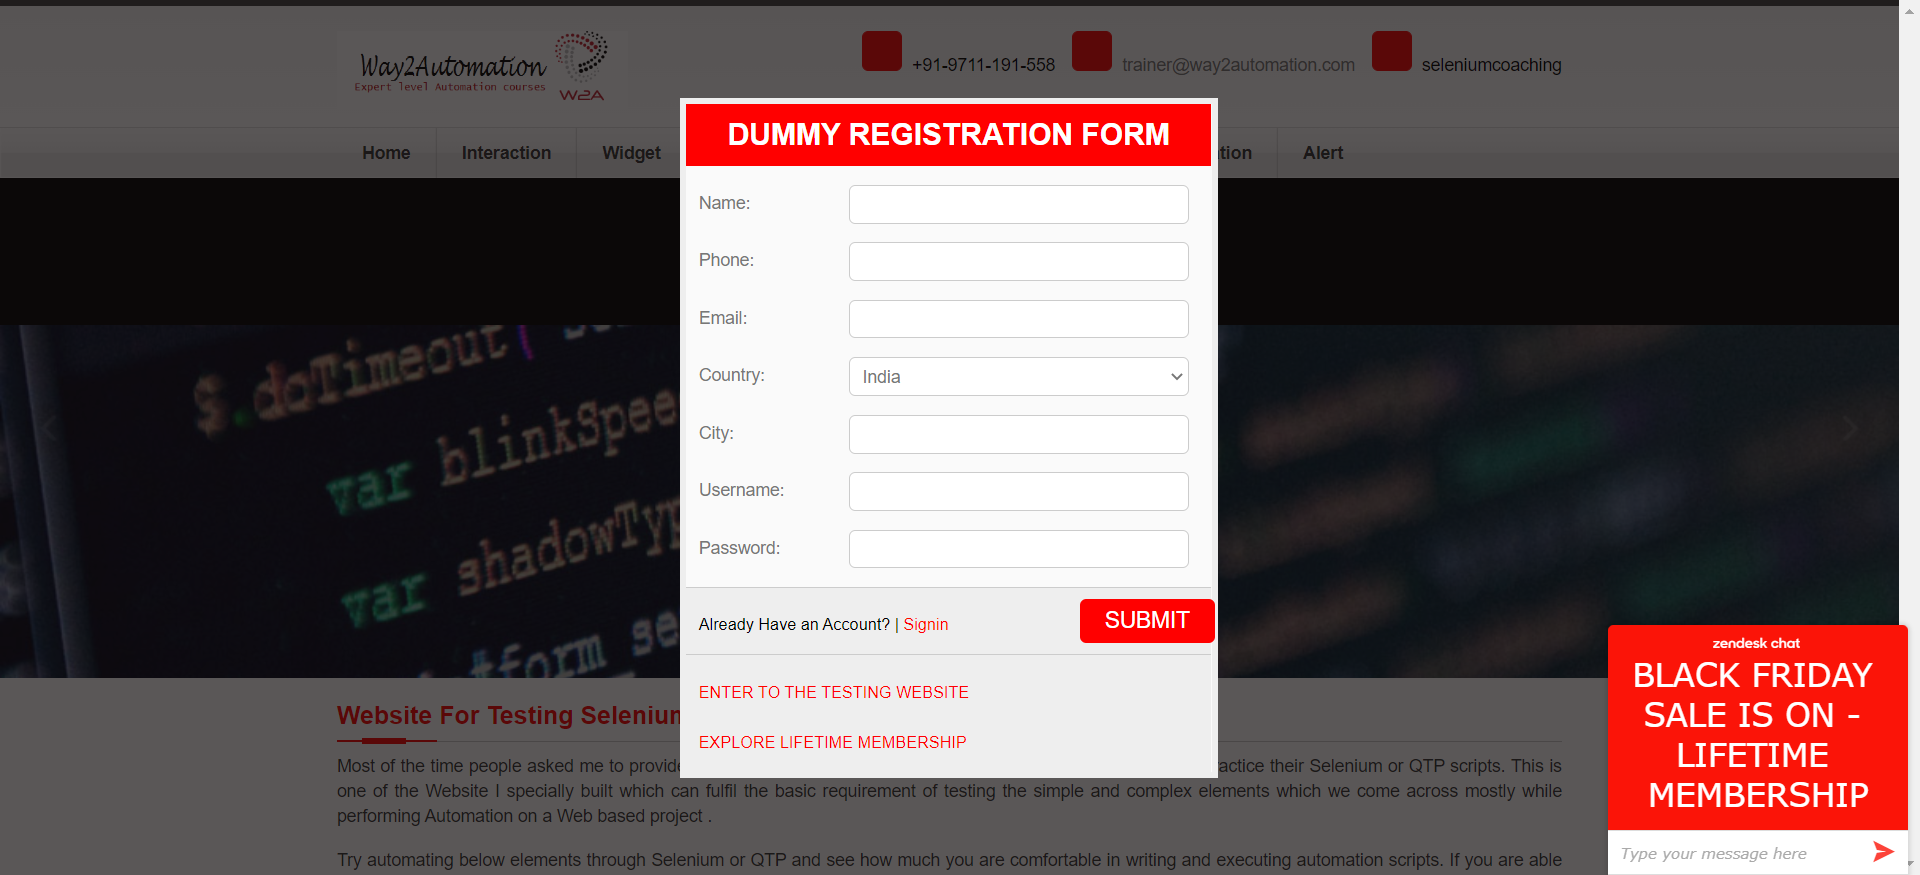 Way2Automation
Expert level Automation courses
W2A
+91-9711-191-558
trainer@way2automation.com
seleniumcoaching
Home
Interaction
Widget
tion
Alert
DUMMY REGISTRATION FORM
Name:
Phone:
Email:
Country:
India
City:
Username:
Password:
Already Have an Account? | Signin
SUBMIT
ENTER TO THE TESTING WEBSITE
EXPLORE LIFETIME MEMBERSHIP
$.doTimeout(
var blinkSpee
var shadowTyp
form se
Website For Testing Selenium
Most of the time people asked me to provide actice their Selenium or QTP scripts. This is
one of the Website I specially built which can fulfil the basic requirement of testing the simple and complex elements which we come across mostly while
performing Automation on a Web based project .
Try automating below elements through Selenium or QTP and see how much you are comfortable in writing and executing automation scripts. If you are able
zendesk chat
BLACK FRIDAY
SALE IS ON -
LIFETIME
MEMBERSHIP
Type your message here